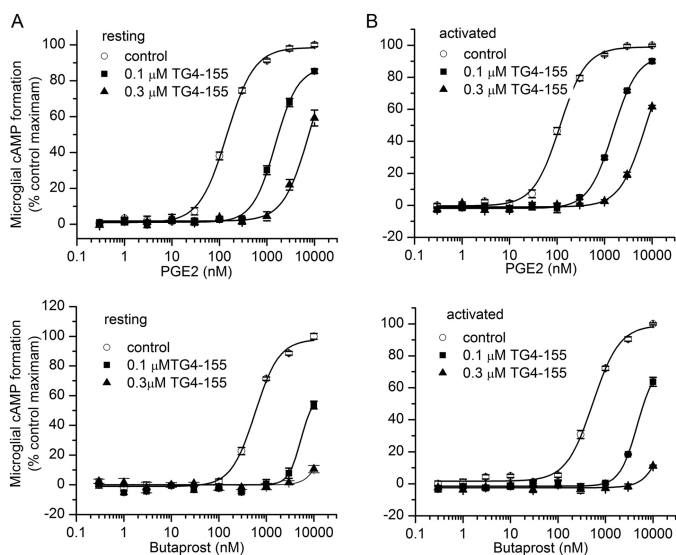 A
B
Microglial cAMP formation
(% control maximam)
resting
control
0.1 μM TG4-155
0.3 μM TG4-155
100
80
60
40
20
0
0.1 1 10 100 1000 10000
PGE2 (nM)
activated
control
0.1 μM TG4-155
0.3 μM TG4-155
100
80
60
40
20
0
-20
0.1 1 10 100 1000 10000
PGE2 (nM)
Microglial cAMP formation
(% control maximam)
resting
control
0.1 μMTG4-155
0.3μM TG4-155
120
100
80
60
40
20
0
-20
0.1 1 10 100 1000 10000
Butaprost (nM)
activated
control
0.1 μM TG4-155
0.3 μM TG4-155
100
80
60
40
20
0
-20
0.1 1 10 100 1000 10000
Butaprost (nM)